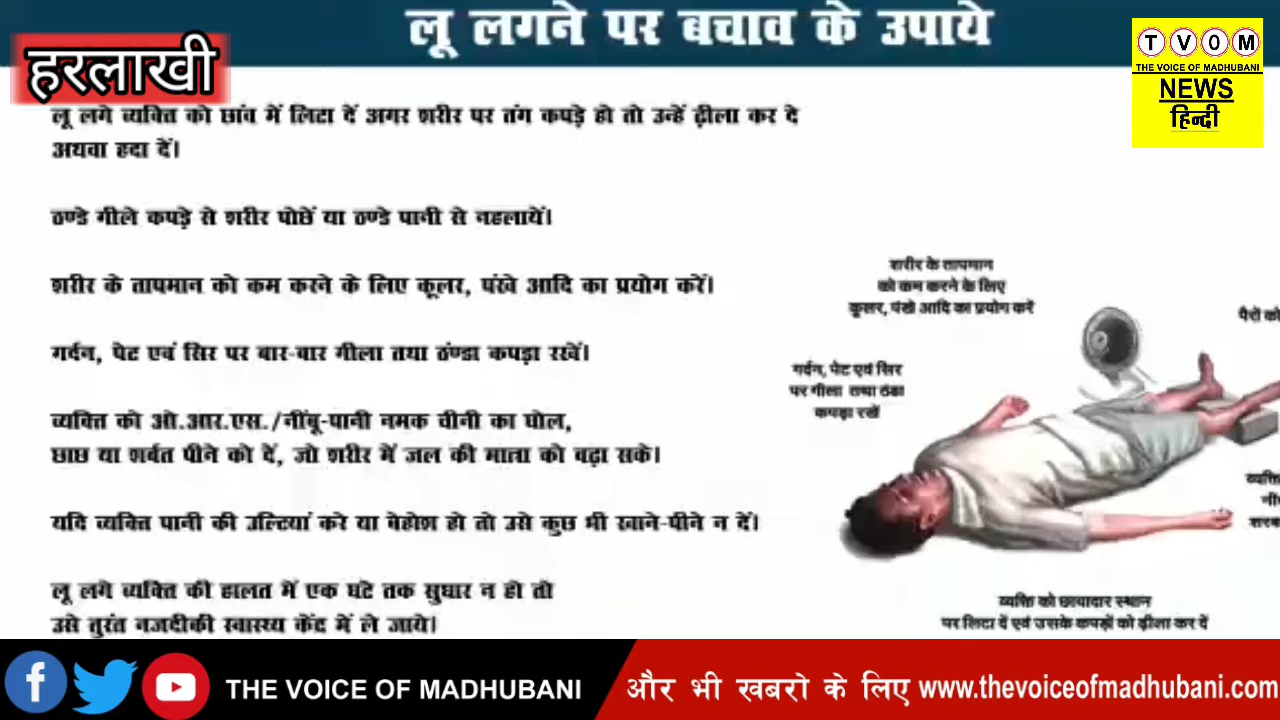 लू लगने पर बचाव के उपाये
हरलाखी
T V O M
THE VOICE OF MADHUBANI
NEWS
हिन्दी
लू लगे व्यक्ति को छांव में लिटा दें अगर शरीर पर तंग कपड़े हो तो उन्हें ढ़ीला कर दे
अथवा हटा दें।
ठण्डे गीले कपड़े से शरीर पोछें या ठण्डे पानी से नहलायें।
शरीर के तापमान को कम करने के लिए कूलर, पंखे आदि का प्रयोग करें।
गर्दन, पेट एवं सिर पर बार-बार गीला तथा ठंण्डा कपड़ा रखें।
व्यक्ति को ओ.आर.एस./नींबू-पानी नमक चीनी का घोल,
छाछ या शर्बत पीने को दें, जो शरीर में जल की मात्रा को बढ़ा सके।
यदि व्यक्ति पानी की उल्टियां करे या बेहोश हो तो उसे कुछ भी खाने-पीने न दें।
लू लगे व्यक्ति की हालत में एक घंटे तक सुधार न हो तो
उसे तुरंत नजदीकी स्वास्थ्य केंद्र में ले जाये।
शरीर के तापमान
को कम करने के लिए
कूलर, पंखे आदि का प्रयोग करें
पैरों को
गर्दन, पेट एवं सिर
पर गीला तथा ठंडा
कपड़ा रखें
व्यक्ति को छायादार स्थान
पर लिटा दें एवं उसके कपड़ों को ढ़ीला कर दें
THE VOICE OF MADHUBANI
और भी खबरो के लिए www.thevoiceofmadhubani.com